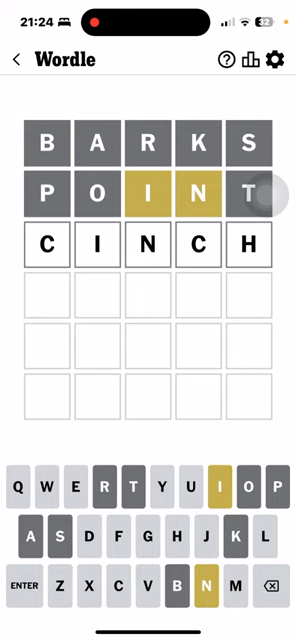 21:24 32
Wordle
B A R K S
P O I N T
C I N C H
Q W E R T Y U I O P
A S D F G H J K L
ENTER Z X C V B N M